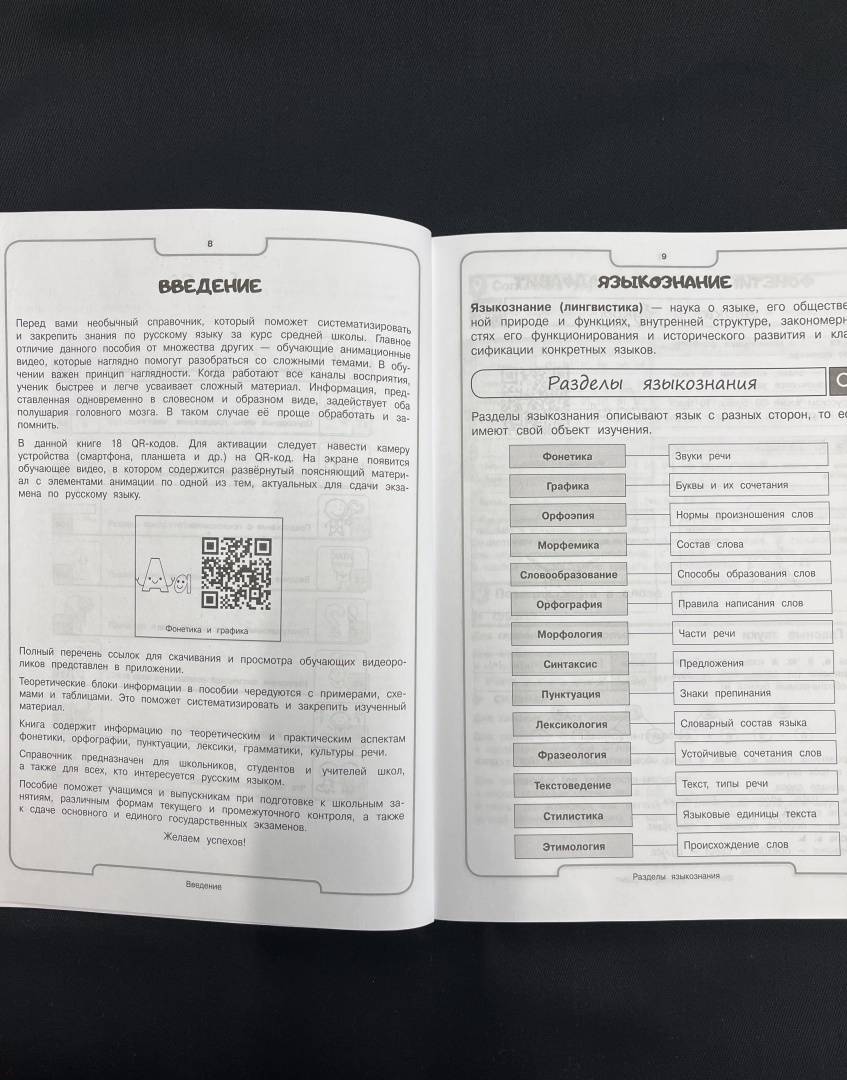 8
ВВЕДЕНИЕ
Перед вами необычный справочник, который поможет систематизировать
и закрепить знания по русскому языку за курс средней школы. Главное
отличие данного пособия от множества других — обучающие анимационные
видео, которые наглядно помогут разобраться со сложными темами. В обу-
чении важен принцип наглядности. Когда работают все каналы восприятия,
ученик быстрее и легче усваивает сложный материал. Информация, пред-
ставленная одновременно в словесном и образном виде, задействует оба
полушария головного мозга. В таком случае её проще обработать и за-
помнить.
В данной книге 18 QR-кодов. Для активации следует навести камеру
устройства (смартфона, планшета и др.) на QR-код. На экране появится
обучающее видео, в котором содержится развёрнутый поясняющий матери-
ал с элементами анимации по одной из тем, актуальных для сдачи экза-
мена по русскому языку.
Фонетика и графика
Полный перечень ссылок для скачивания и просмотра обучающих видеоро-
ликов представлен в приложении.
Теоретические блоки информации в пособии чередуются с примерами, схе-
мами и таблицами. Это поможет систематизировать и закрепить изученный
материал.
Книга содержит информацию по теоретическим и практическим аспектам
фонетики, орфографии, пунктуации, лексики, грамматики, культуры речи.
Справочник предназначен для школьников, студентов и учителей школ,
а также для всех, кто интересуется русским языком.
Пособие поможет учащимся и выпускникам при подготовке к школьным за-
нятиям, различным формам текущего и промежуточного контроля, а также
к сдаче основного и единого государственных экзаменов.
Желаем успехов!
Введение
9
ЯЗЫКОЗНАНИЕ
Языкознание (лингвистика) — наука о языке, его обществе
ной природе и функциях, внутренней структуре, закономерн
стях его функционирования и исторического развития и кла
сификации конкретных языков.
Разделы языкознания
Разделы языкознания описывают язык с разных сторон, то ес
имеют свой объект изучения.
Фонетика Звуки речи
Графика Буквы и их сочетания
Орфоэпия Нормы произношения слов
Морфемика Состав слова
Словообразование Способы образования слов
Орфография Правила написания слов
Морфология Части речи
Синтаксис Предложения
Пунктуация Знаки препинания
Лексикология Словарный состав языка
Фразеология Устойчивые сочетания слов
Текстоведение Текст, типы речи
Стилистика Языковые единицы текста
Этимология Происхождение слов
Разделы языкознания